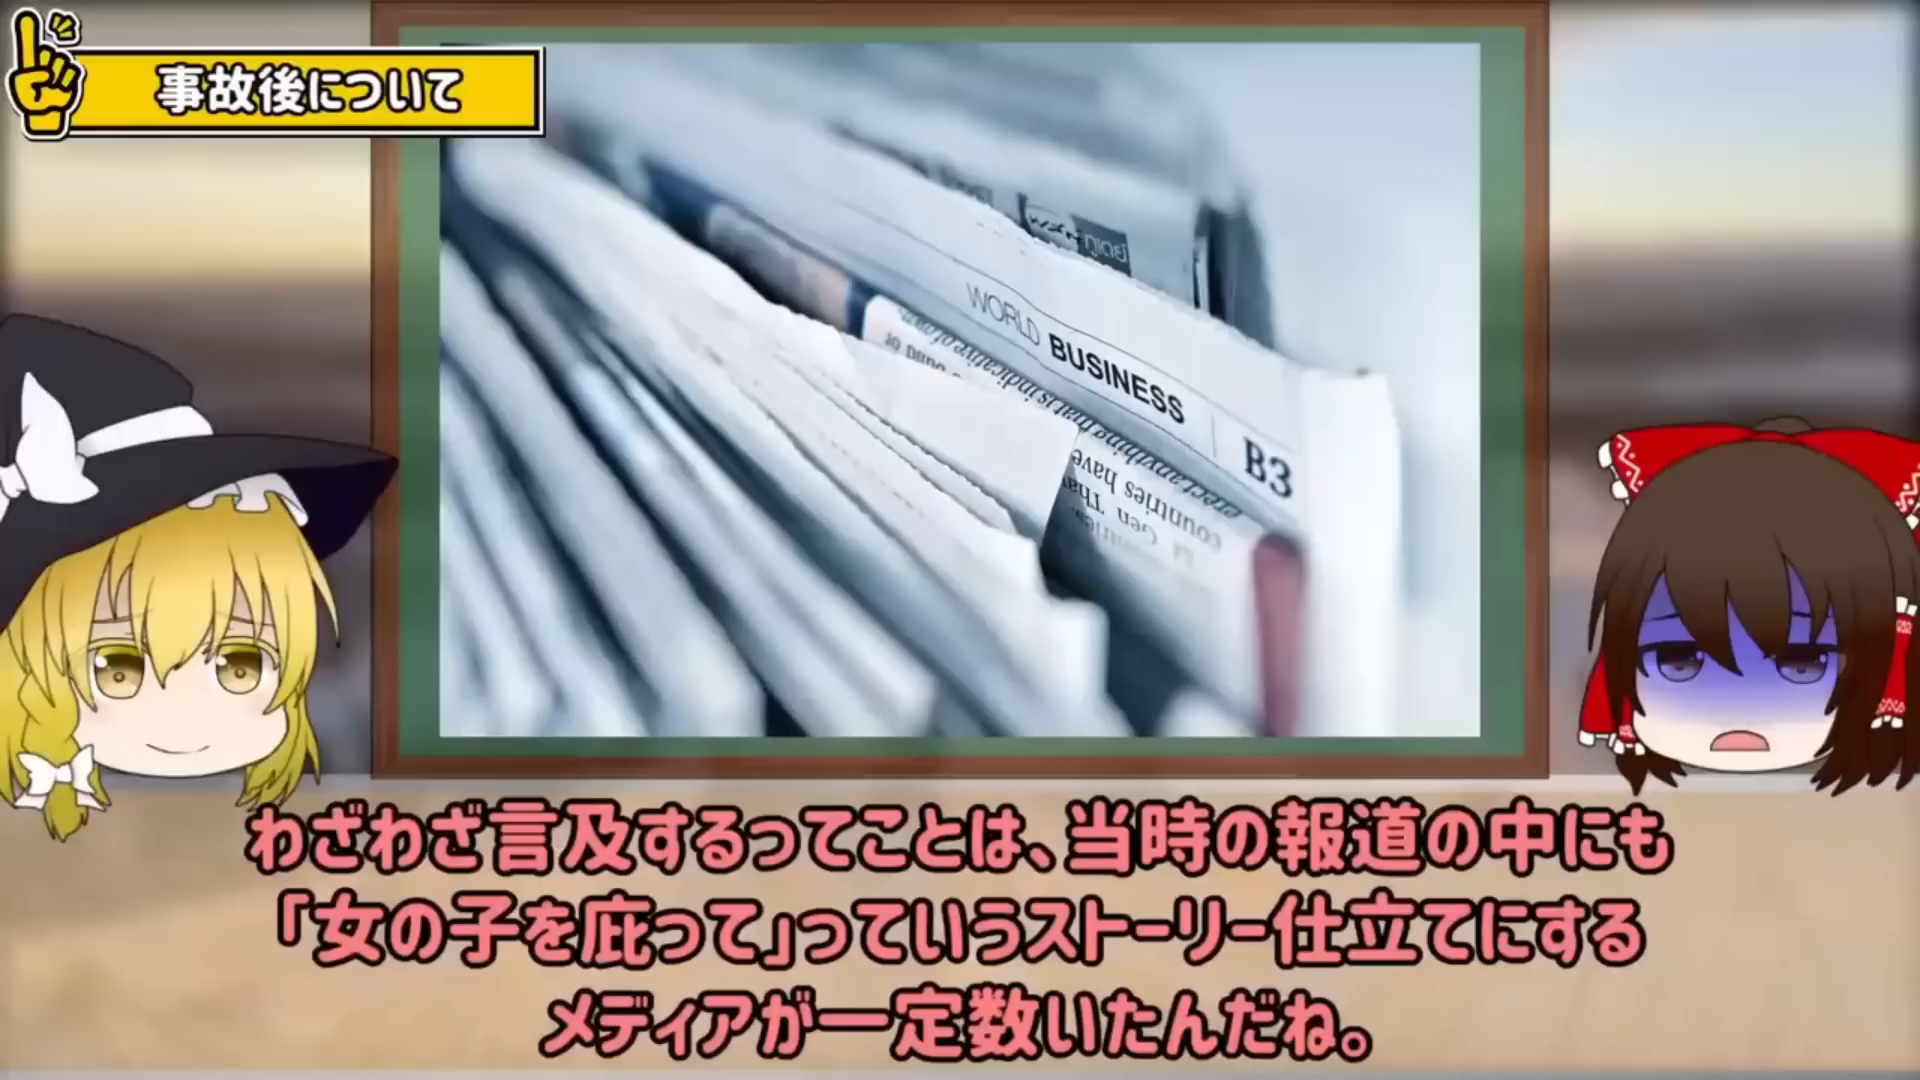 事故後について
WORLD BUSINESS B3
countries have
わざわざ言及するってことは、当時の報道の中にも
「女の子を庇って」っていうストーリー仕立てにする
メディアが一定数いたんだね。